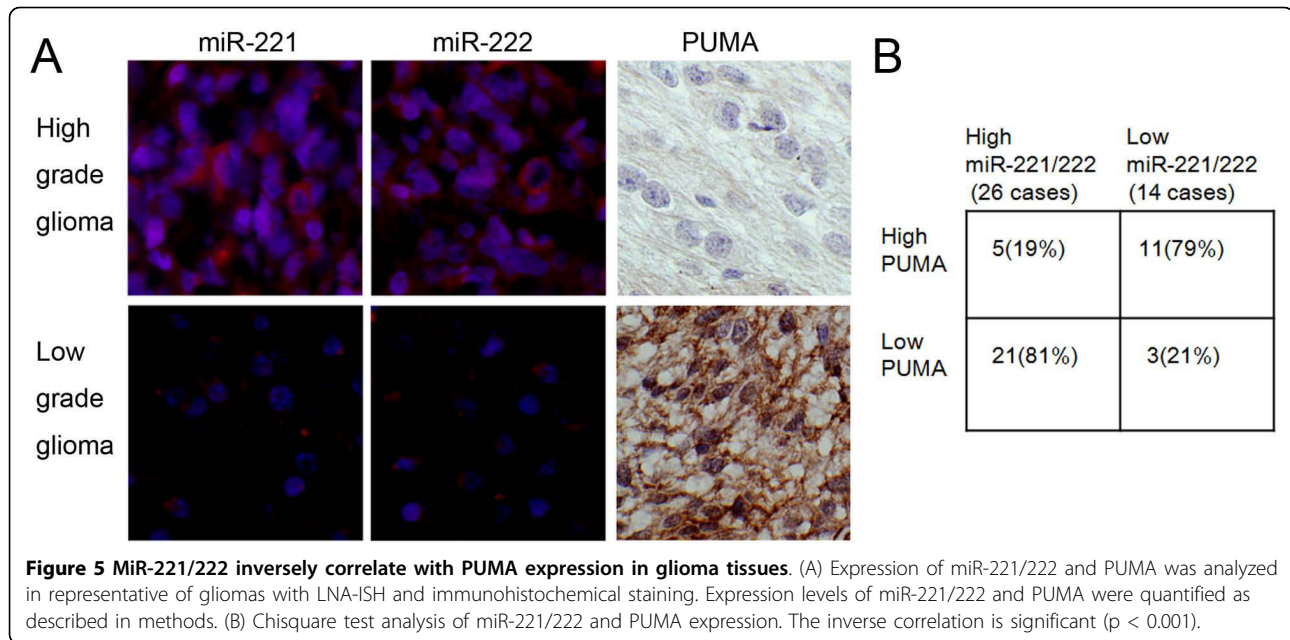 A
miR-221 miR-222 PUMA
High
grade
glioma
Low
grade
glioma
B
High
miR-221/222
(26 cases)
Low
miR-221/222
(14 cases)
High
PUMA
5(19%) 11(79%)
Low
PUMA
21(81%) 3(21%)
Figure 5 MiR-221/222 inversely correlate with PUMA expression in glioma tissues. (A) Expression of miR-221/222 and PUMA was analyzed
in representative of gliomas with LNA-ISH and immunohistochemical staining. Expression levels of miR-221/222 and PUMA were quantified as
described in methods. (B) Chisquare test analysis of miR-221/222 and PUMA expression. The inverse correlation is significant (p < 0.001).